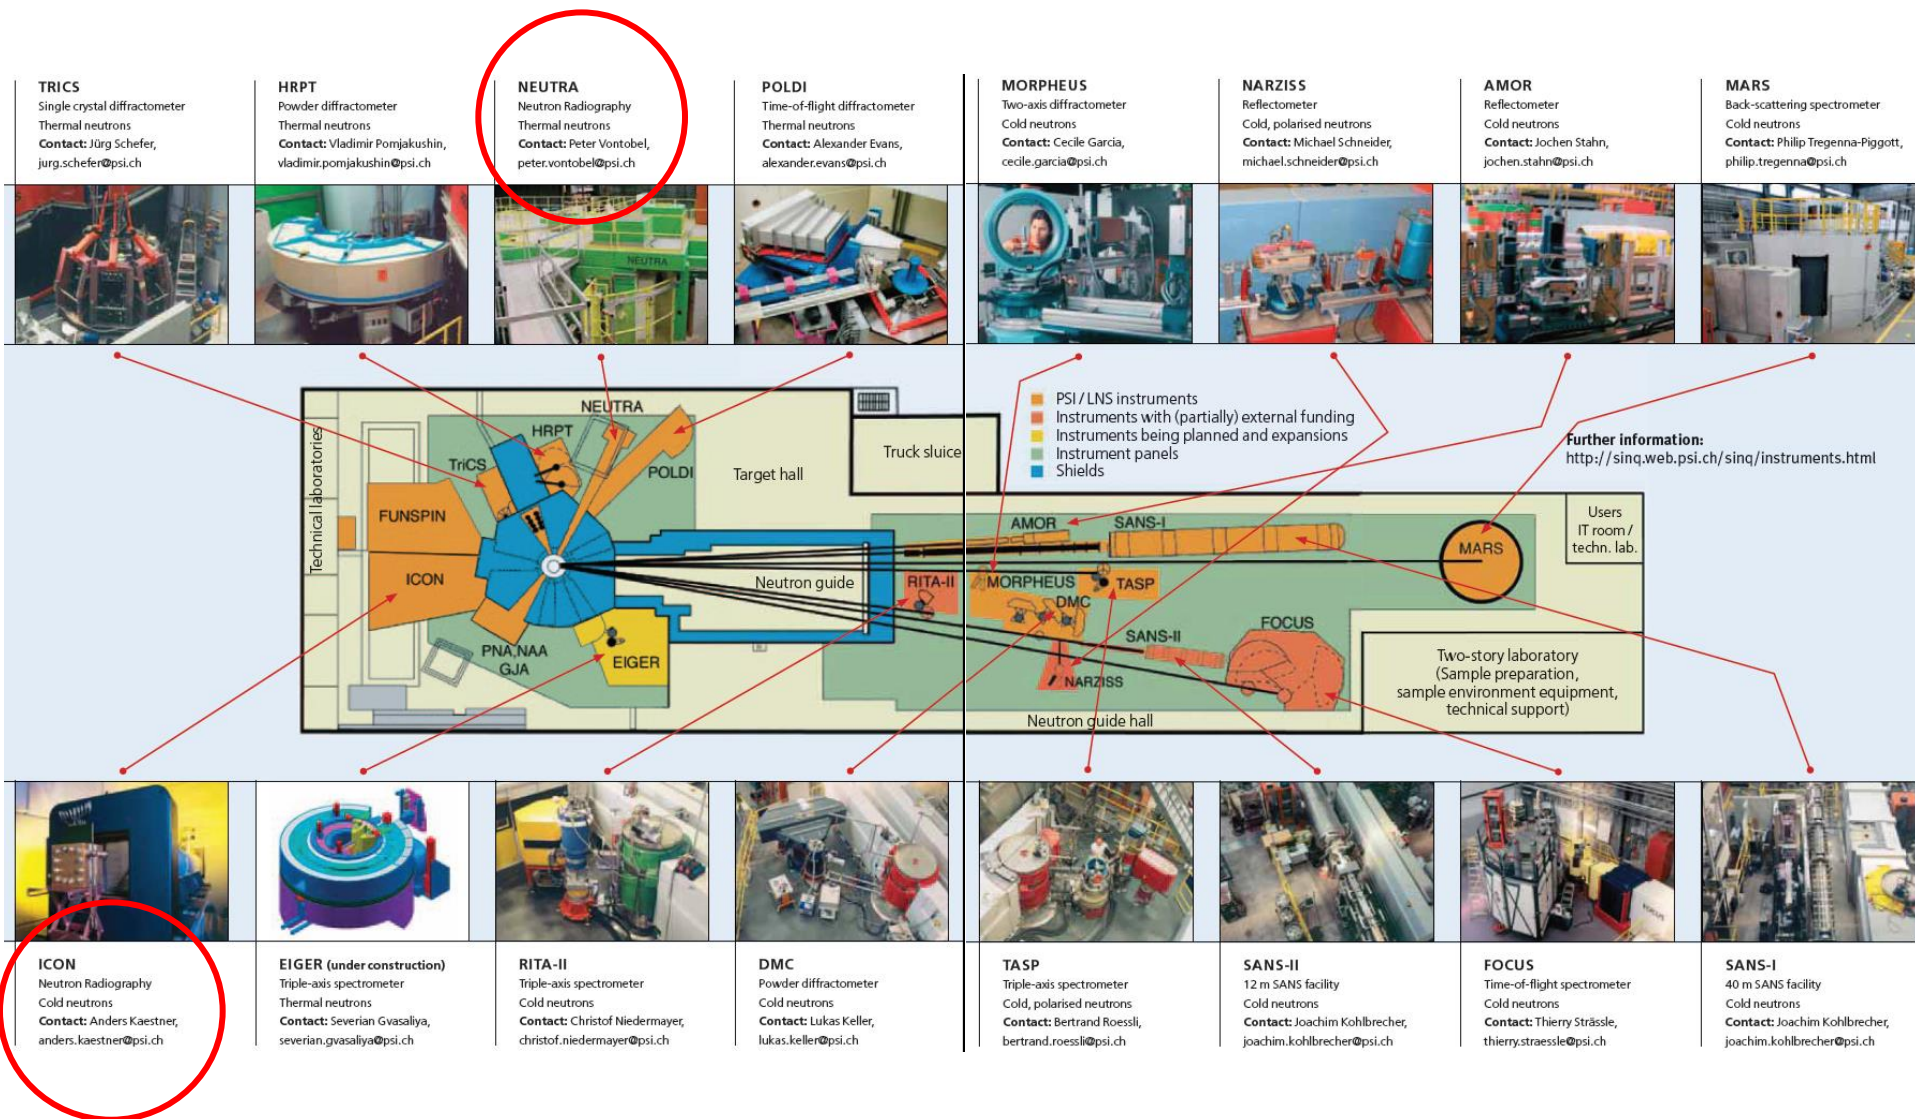 TRICS
Single crystal diffractometer
Thermal neutrons
Contact: Jürg Schefer,
jurg.schefer@psi.ch
HRPT
Powder diffractometer
Thermal neutrons
Contact: Vladimir Pomjakushin,
vladimir.pomjakushin@psi.ch
NEUTRA
Neutron Radiography
Thermal neutrons
Contact: Peter Vontobel,
peter.vontobel@psi.ch
POLDI
Time-of-flight diffractometer
Thermal neutrons
Contact: Alexander Evans,
alexander.evans@psi.ch
MORPHEUS
Two-axis diffractometer
Cold neutrons
Contact: Cecile Garcia,
cecile.garcia@psi.ch
NARZISS
Reflectometer
Cold, polarised neutrons
Contact: Michael Schneider,
michael.schneider@psi.ch
AMOR
Reflectometer
Cold neutrons
Contact: Jochen Stahn,
jochen.stahn@psi.ch
MARS
Back-scattering spectrometer
Cold neutrons
Contact: Philip Tregenna-Piggott,
philip.tregenna@psi.ch
NEUTRA
PSI / LNS instruments
Instruments with (partially) external funding
Instruments being planned and expansions
Instrument panels
Shields
Further information:
http://sinq.web.psi.ch/sinq/instruments.html
Technical laboratories
NEUTRA
HRPT
TriCS
POLDI
Target hall
Truck sluice
FUNSPIN
ICON
PNA,NAA
GJA
EIGER
Neutron guide
RITA-II
AMOR
SANS-I
MORPHEUS
TASP
DMC
SANS-II
FOCUS
NARZISS
MARS
Users
IT room /
techn. lab.
Two-story laboratory
(Sample preparation,
sample environment equipment,
technical support)
Neutron guide hall
FOCUS
ICON
Neutron Radiography
Cold neutrons
Contact: Anders Kaestner,
anders.kaestner@psi.ch
EIGER (under construction)
Triple-axis spectrometer
Thermal neutrons
Contact: Severian Gvasaliya,
severian.gvasaliya@psi.ch
RITA-II
Triple-axis spectrometer
Cold neutrons
Contact: Christof Niedermayer,
christof.niedermayer@psi.ch
DMC
Powder diffractometer
Cold neutrons
Contact: Lukas Keller,
lukas.keller@psi.ch
TASP
Triple-axis spectrometer
Cold, polarised neutrons
Contact: Bertrand Roessli,
bertrand.roessli@psi.ch
SANS-II
12 m SANS facility
Cold neutrons
Contact: Joachim Kohlbrecher,
joachim.kohlbrecher@psi.ch
FOCUS
Time-of-flight spectrometer
Cold neutrons
Contact: Thierry Strässle,
thierry.straessle@psi.ch
SANS-I
40 m SANS facility
Cold neutrons
Contact: Joachim Kohlbrecher,
joachim.kohlbrecher@psi.ch